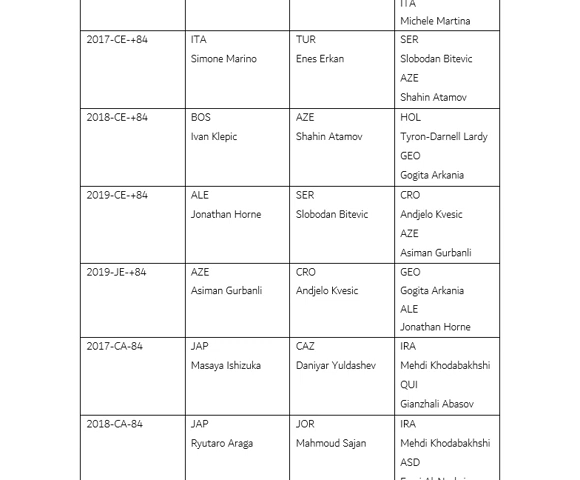 ITA
Michele Martina
2017-CE-+84
ITA
Simone Marino
TUR
Enes Erkan
SER
Slobodan Bitevic
AZE
Shahin Atamov
2018-CE-+84
BOS
Ivan Klepic
AZE
Shahin Atamov
HOL
Tyron-Darnell Lardy
GEO
Gogita Arkania
2019-CE-+84
ALE
Jonathan Horne
SER
Slobodan Bitevic
CRO
Andjelo Kvesic
AZE
Asiman Gurbanli
2019-JE-+84
AZE
Asiman Gurbanli
CRO
Andjelo Kvesic
GEO
Gogita Arkania
ALE
Jonathan Horne
2017-CA-84
JAP
Masaya Ishizuka
CAZ
Daniyar Yuldashev
IRA
Mehdi Khodabakhshi
QUI
Gianzhali Abasov
2018-CA-84
JAP
Ryutaro Araga
JOR
Mahmoud Sajan
IRA
Mehdi Khodabakhshi
ASD